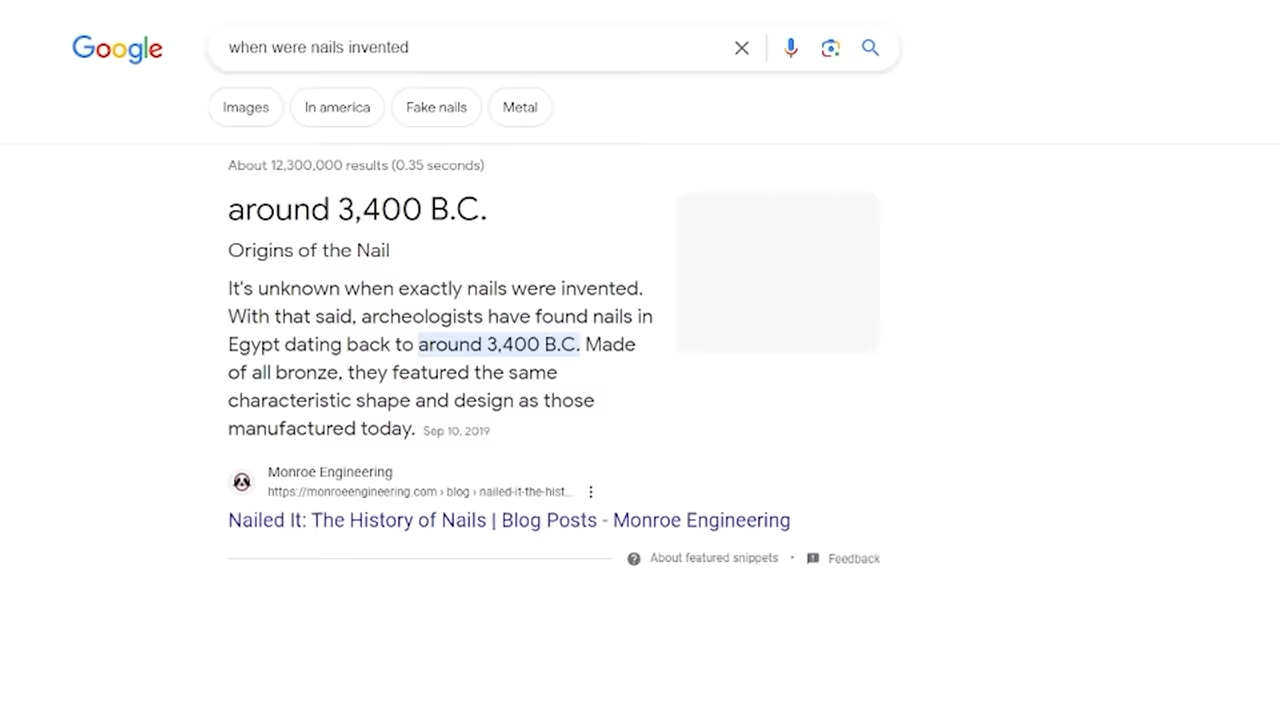 Google
when were nails invented
Images
In america
Fake nails
Metal
About 12,300,000 results (0.35 seconds)
around 3,400 B.C.
Origins of the Nail
It's unknown when exactly nails were invented.
With that said, archeologists have found nails in
Egypt dating back to around 3,400 B.C. Made
of all bronze, they featured the same
characteristic shape and design as those
manufactured today. Sep 10, 2019
Monroe Engineering
https://monroeengineering.com › blog › nailed-it-the-hist...
Nailed It: The History of Nails | Blog Posts - Monroe Engineering
About featured snippets • Feedback